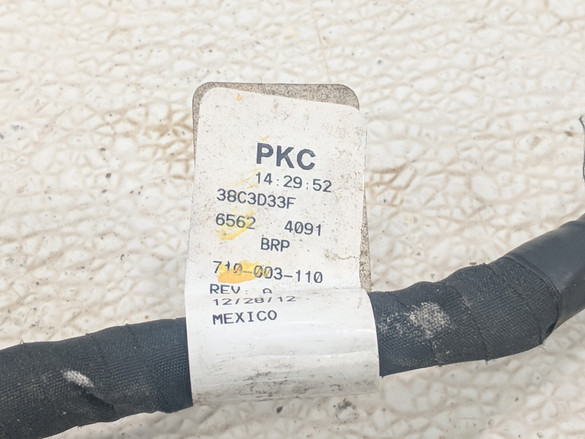 PKC
14:29:52
38C3D33F
6562 4091
BRP
710-003-110
REV: A
12/28/12
MEXICO